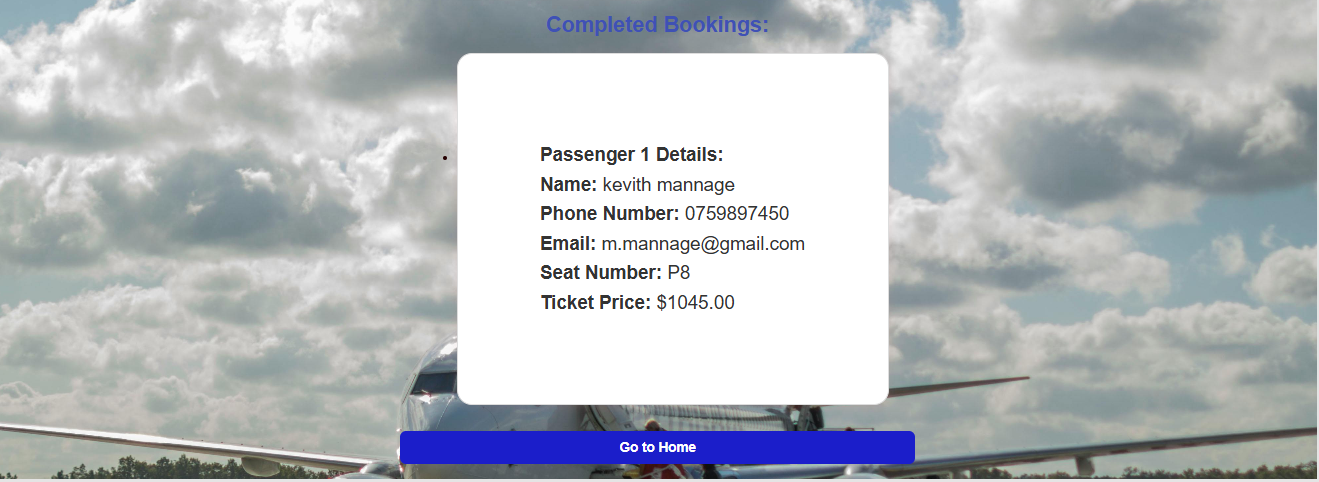 Completed Bookings:
Passenger 1 Details:
Name: kevith mannage
Phone Number: 0759897450
Email: m.mannage@gmail.com
Seat Number: P8
Ticket Price: $1045.00
Go to Home